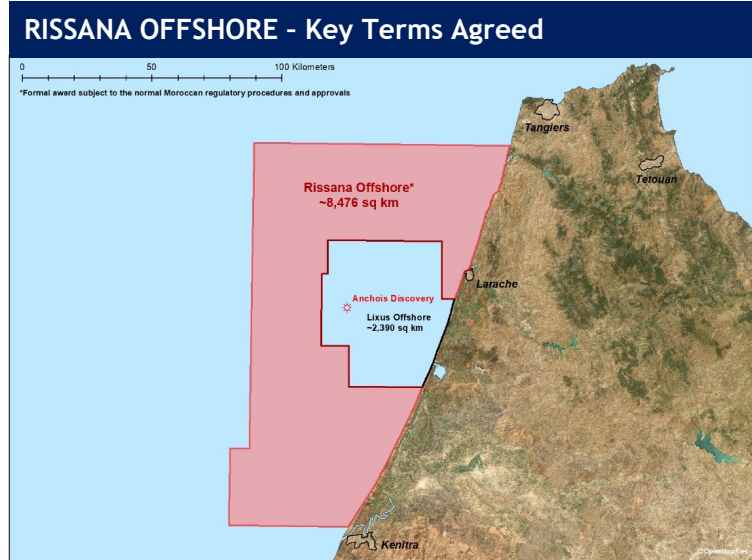 RISSANA OFFSHORE – Key Terms Agreed
0 50 100 Kilometers
*Formal award subject to the normal Moroccan regulatory procedures and approvals
Tangiers
Tetouan
Rissana Offshore*
~8,476 sq km
Larache
Anchois Discovery
Lixus Offshore
~2,390 sq km
Kenitra